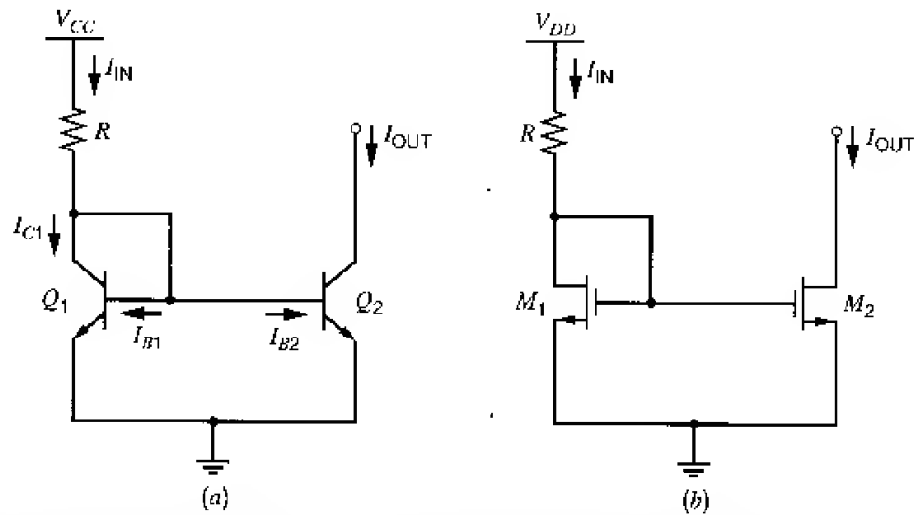 V_CC
I_IN
R
I_OUT
I_C1
Q_1
Q_2
I_B1
I_B2
(a)
V_DD
I_IN
R
I_OUT
M_1
M_2
(b)